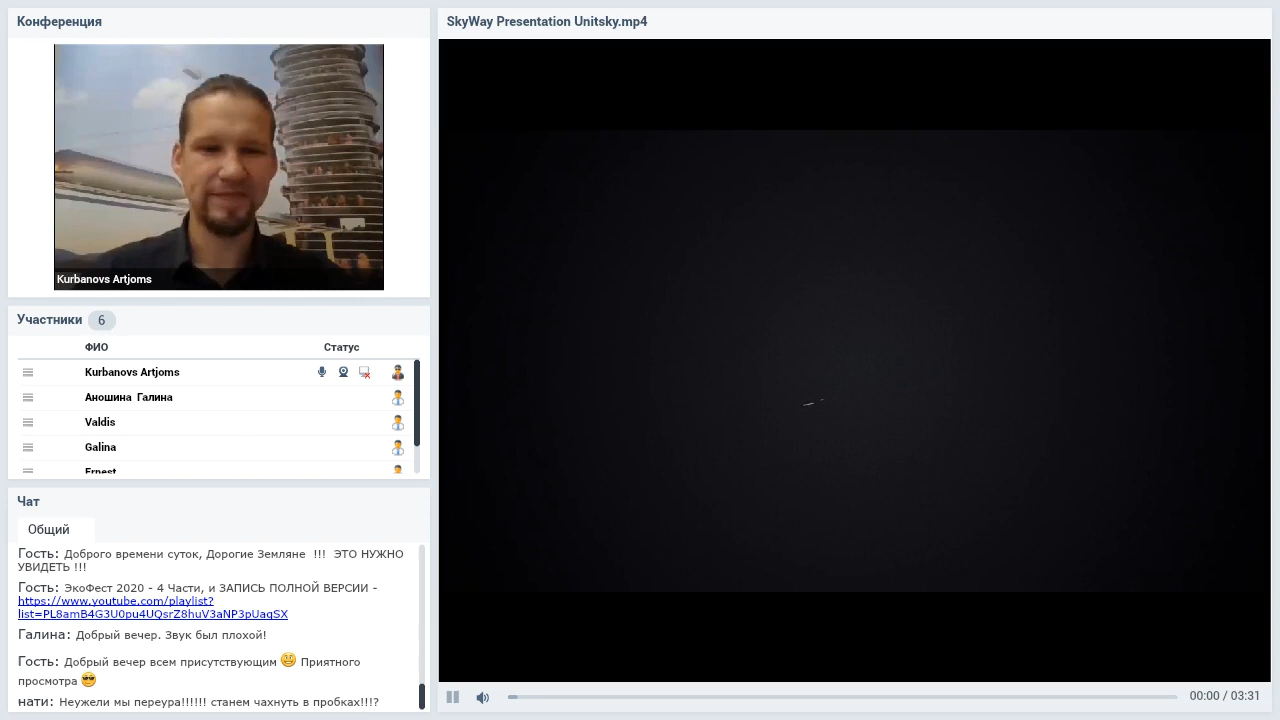 Конференция
Kurbanovs Artjoms
Участники 6
ФИО Статус
Kurbanovs Artjoms
Аношина Галина
Valdis
Galina
Ernest
Чат
Общий
Гость: Доброго времени суток, Дорогие Земляне !!! ЭТО НУЖНО
УВИДЕТЬ !!!
Гость: ЭкоФест 2020 - 4 Части, и ЗАПИСЬ ПОЛНОЙ ВЕРСИИ -
https://www.youtube.com/playlist?
list=PL8amB4G3U0pu4UQsrZ8huV3aNP3pUaqSX
Галина: Добрый вечер. Звук был плохой!
Гость: Добрый вечер всем присутствующим Приятного
просмотра
нати: Неужели мы переура!!!!!! станем чахнуть в пробках!!!?
SkyWay Presentation Unitsky.mp4
00:00 / 03:31